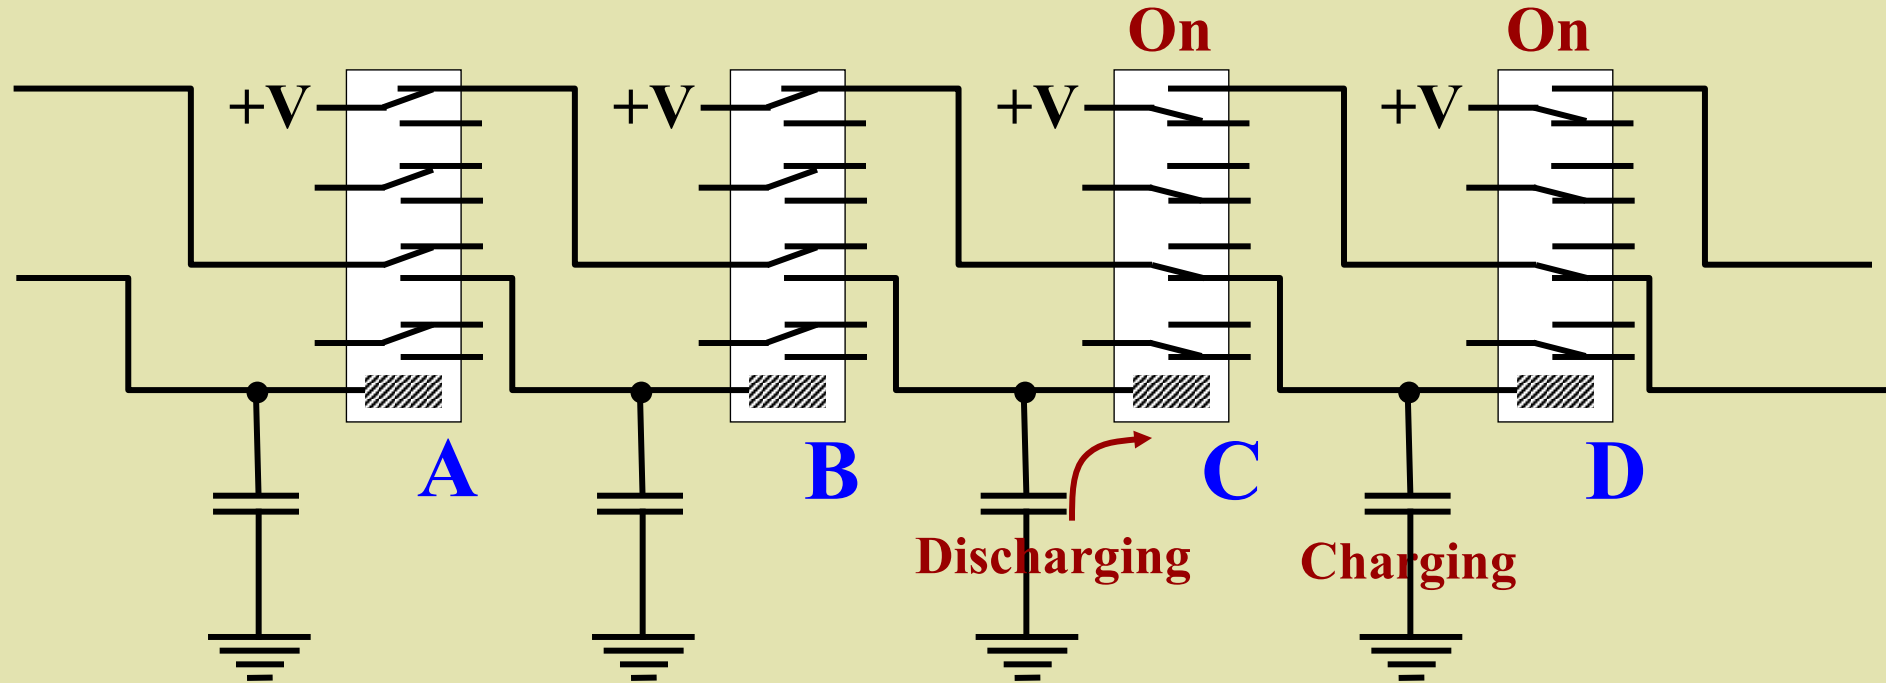 On On
+V +V +V +V
A B C D
Discharging Charging